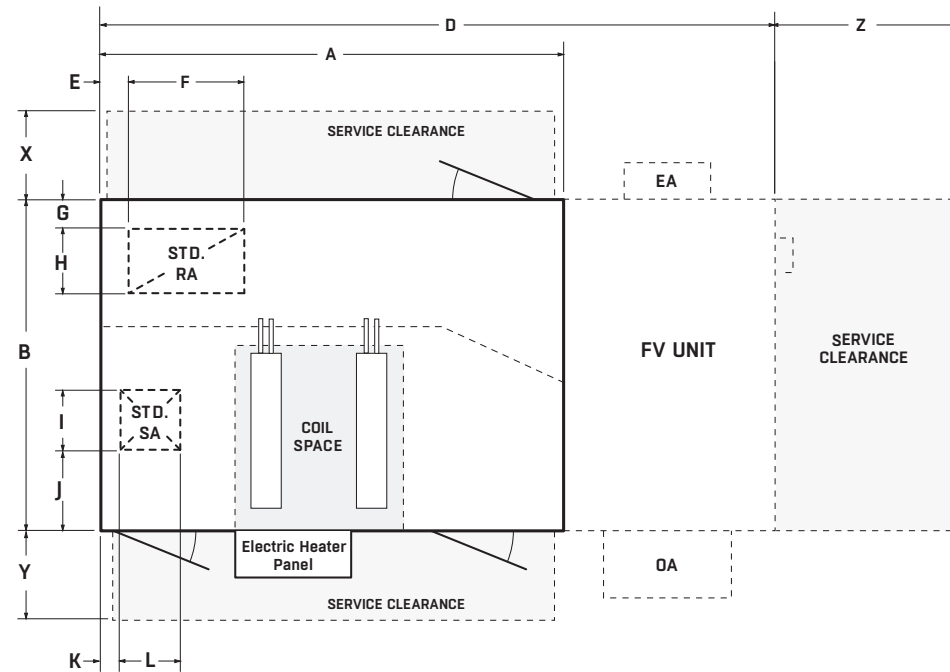 D
Z
A
E
F
X
SERVICE CLEARANCE
EA
G
H
STD.
RA
B
FV UNIT
SERVICE
CLEARANCE
I
STD.
SA
COIL
SPACE
J
Electric Heater
Panel
OA
Y
SERVICE CLEARANCE
K
L